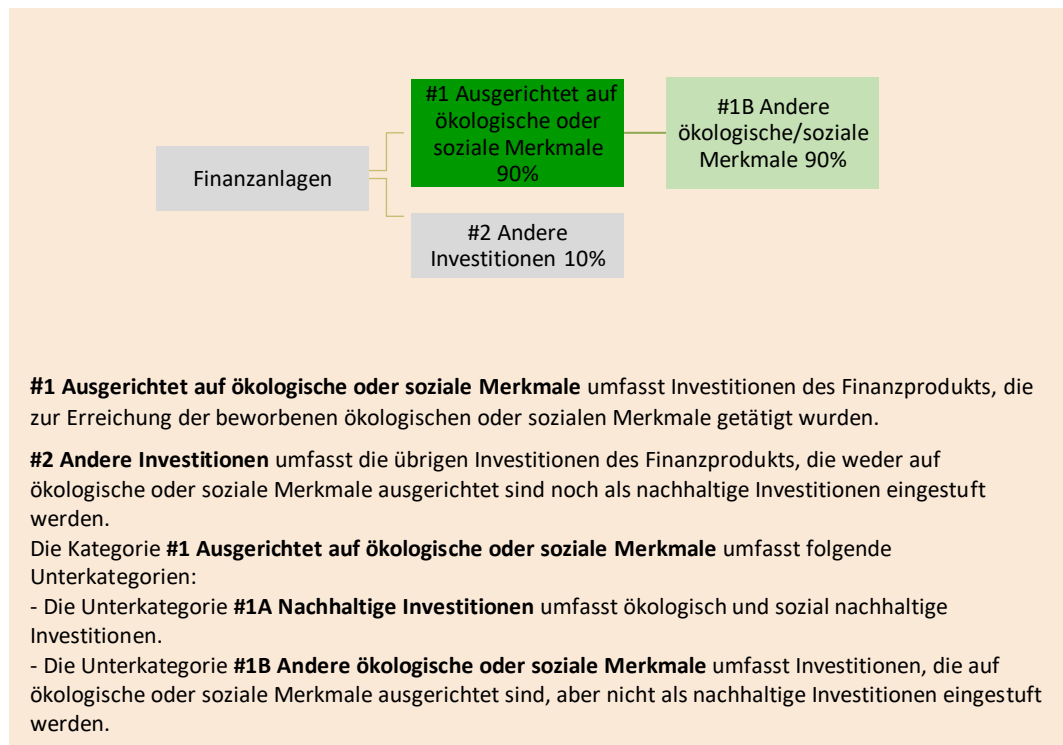 #1 Ausgerichtet auf
ökologische oder
soziale Merkmale
90%
#1B Andere
ökologische/soziale
Merkmale 90%
Finanzanlagen
#2 Andere
Investitionen 10%
#1 Ausgerichtet auf ökologische oder soziale Merkmale umfasst Investitionen des Finanzprodukts, die
zur Erreichung der beworbenen ökologischen oder sozialen Merkmale getätigt wurden.
#2 Andere Investitionen umfasst die übrigen Investitionen des Finanzprodukts, die weder auf
ökologische oder soziale Merkmale ausgerichtet sind noch als nachhaltige Investitionen eingestuft
werden.
Die Kategorie #1 Ausgerichtet auf ökologische oder soziale Merkmale umfasst folgende
Unterkategorien:
- Die Unterkategorie #1A Nachhaltige Investitionen umfasst ökologisch und sozial nachhaltige
Investitionen.
- Die Unterkategorie #1B Andere ökologische oder soziale Merkmale umfasst Investitionen, die auf
ökologische oder soziale Merkmale ausgerichtet sind, aber nicht als nachhaltige Investitionen eingestuft
werden.